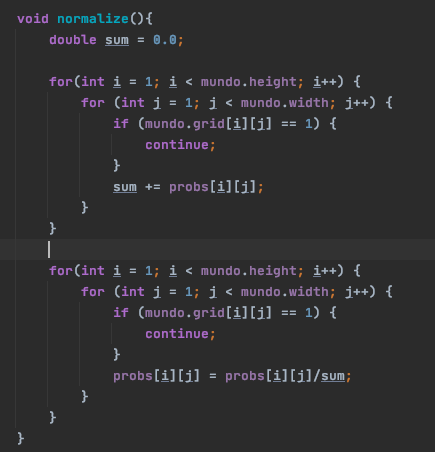 void normalize(){
    double sum = 0.0;

    for(int i = 1; i < mundo.height; i++) {
        for (int j = 1; j < mundo.width; j++) {
            if (mundo.grid[i][j] == 1) {
                continue;
            }
            sum += probs[i][j];
        }
    }

    for(int i = 1; i < mundo.height; i++) {
        for (int j = 1; j < mundo.width; j++) {
            if (mundo.grid[i][j] == 1) {
                continue;
            }
            probs[i][j] = probs[i][j]/sum;
        }
    }
}